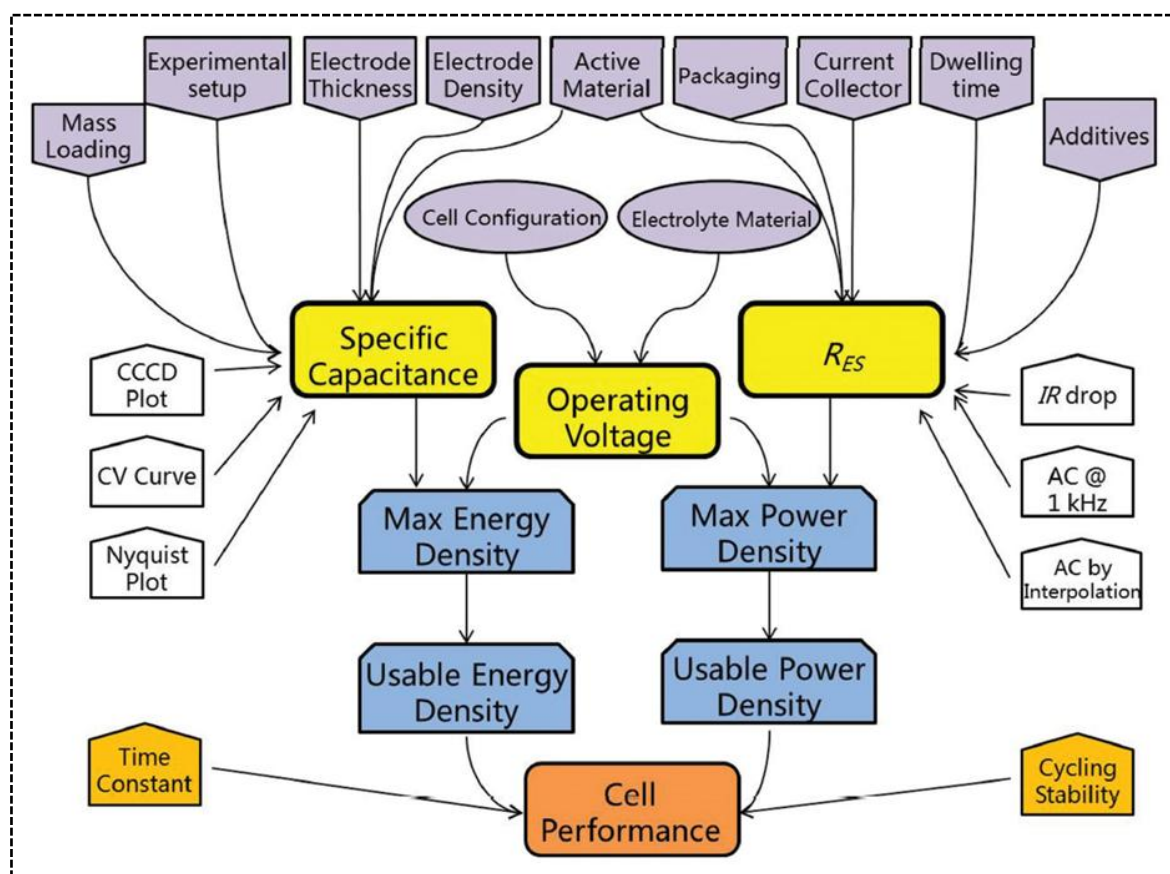 Experimental
setup
Electrode
Thickness
Electrode
Density
Active
Material
Packaging
Current
Collector
Dwelling
time
Mass
Loading
Additives
Cell Configuration
Electrolyte Material
Specific
Capacitance
R_ES
Operating
Voltage
CCCD
Plot
CV Curve
Nyquist
Plot
IR drop
AC @
1 kHz
AC by
Interpolation
Max Energy
Density
Max Power
Density
Usable Energy
Density
Usable Power
Density
Time
Constant
Cycling
Stability
Cell
Performance